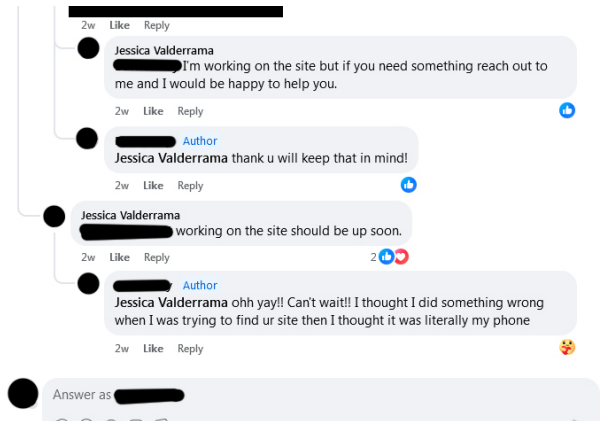 2w Like Reply
Jessica Valderrama
I'm working on the site but if you need something reach out to
me and I would be happy to help you.
2w Like Reply
Author
Jessica Valderrama thank u will keep that in mind!
2w Like Reply
Jessica Valderrama
working on the site should be up soon.
2w Like Reply 2
Author
Jessica Valderrama ohh yay!! Can't wait!! I thought I did something wrong
when I was trying to find ur site then I thought it was literally my phone
2w Like Reply
Answer as